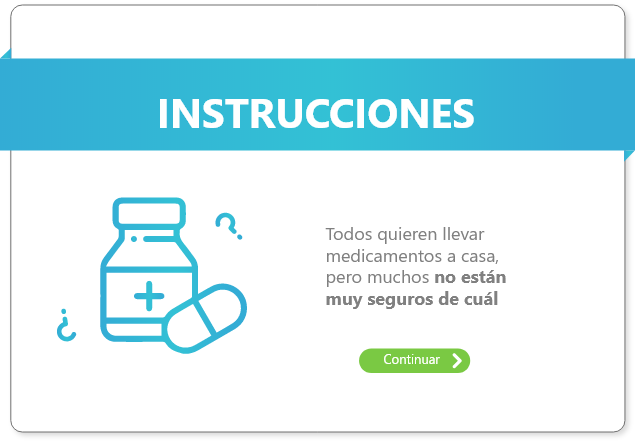 INSTRUCCIONES
?
Todos quieren llevar
medicamentos a casa,
pero muchos no están
muy seguros de cuál
¿
Continuar